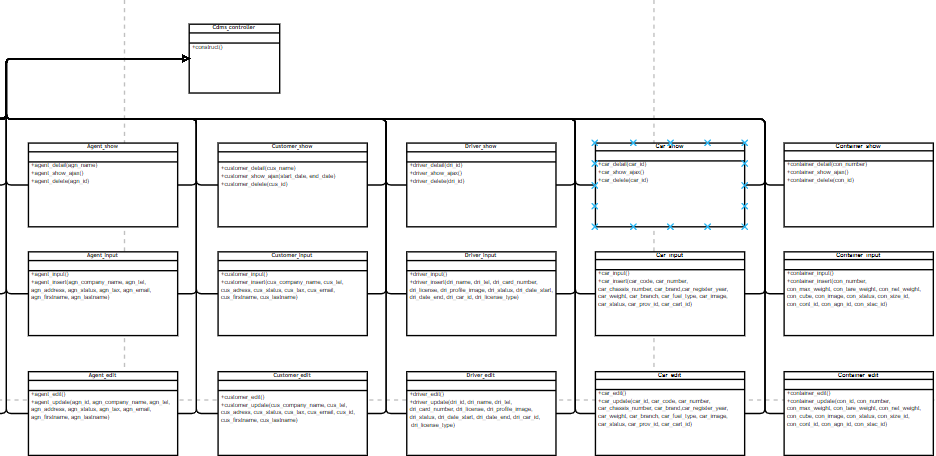 Cdms_controller
+construct()
Agent_show
+agent_detail(agn_name)
+agent_show_ajax()
+agent_delete(agn_id)
Customer_show
+customer_detail(cus_name)
+customer_show_ajax(start_date, end_date)
+customer_delete(cus_id)
Driver_show
+driver_detail(dri_id)
+driver_show_ajax()
+driver_delete(dri_id)
Car_show
+car_detail(car_id)
+car_show_ajax()
+car_delete(car_id)
Container_show
+container_detail(con_number)
+container_show_ajax()
+container_delete(con_id)
Agent_input
+agent_input()
+agent_insert(agn_company_name, agn_tel,
agn_address, agn_status, agn_tax, agn_email,
agn_firstname, agn_lastname)
Customer_input
+customer_input()
+customer_insert(cus_company_name, cus_tel,
cus_adress, cus_status, cus_tax, cus_email,
cus_firstname, cus_lastname)
Driver_input
+driver_input()
+driver_insert(dri_name, dri_tel, dri_card_number,
dri_license, dri_profile_image, dri_status, dri_date_start,
dri_date_end, dri_car_id, dri_license_type)
Car_input
+car_input()
+car_insert(car_code, car_number,
car_chassis_number, car_brand,car_register_year,
car_weight, car_branch, car_fuel_type, car_image,
car_status, car_prov_id, car_cart_id)
Container_input
+container_input()
+container_insert(con_number,
con_max_weight, con_tare_weight, con_net_weight,
con_cube, con_image, con_status, con_size_id,
con_cont_id, con_agn_id, con_stac_id)
Agent_edit
+agent_edit()
+agent_update(agn_id, agn_company_name, agn_tel,
agn_address, agn_status, agn_tax, agn_email,
agn_firstname, agn_lastname)
Customer_edit
+customer_edit()
+customer_update(cus_company_name, cus_tel,
cus_adress, cus_status, cus_tax, cus_email, cus_id,
cus_firstname, cus_lastname)
Driver_edit
+driver_edit()
+driver_update(dri_id, dri_name, dri_tel,
dri_card_number, dri_license, dri_profile_image,
dri_status, dri_date_start, dri_date_end, dri_car_id,
dri_license_type)
Car_edit
+car_edit()
+car_update(car_id, car_code, car_number,
car_chassis_number, car_brand,car_register_year,
car_weight, car_branch, car_fuel_type, car_image,
car_status, car_prov_id, car_cart_id)
Container_edit
+container_edit()
+container_update(con_id, con_number,
con_max_weight, con_tare_weight, con_net_weight,
con_cube, con_image, con_status, con_size_id,
con_cont_id, con_agn_id, con_stac_id)